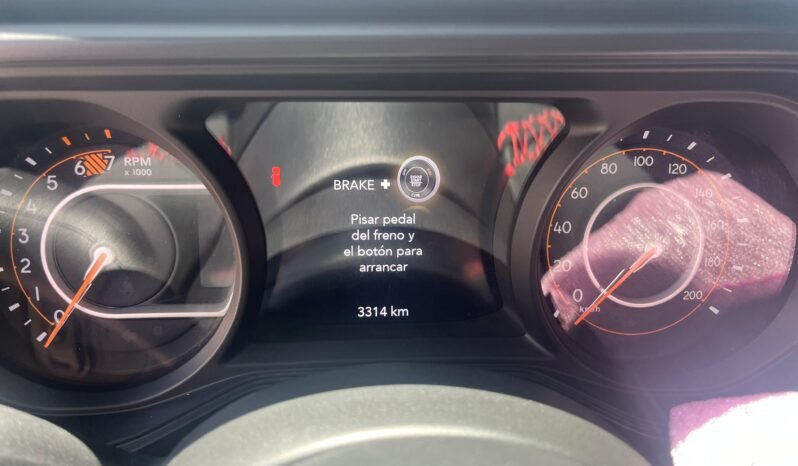 RPM
x 1000
7
6
5
4
3
2
1
0
BRAKE +
Pisar pedal
del freno y
el botón para
arrancar
3314 km
0
20
40
60
80
100
120
140
160
180
200
km/h